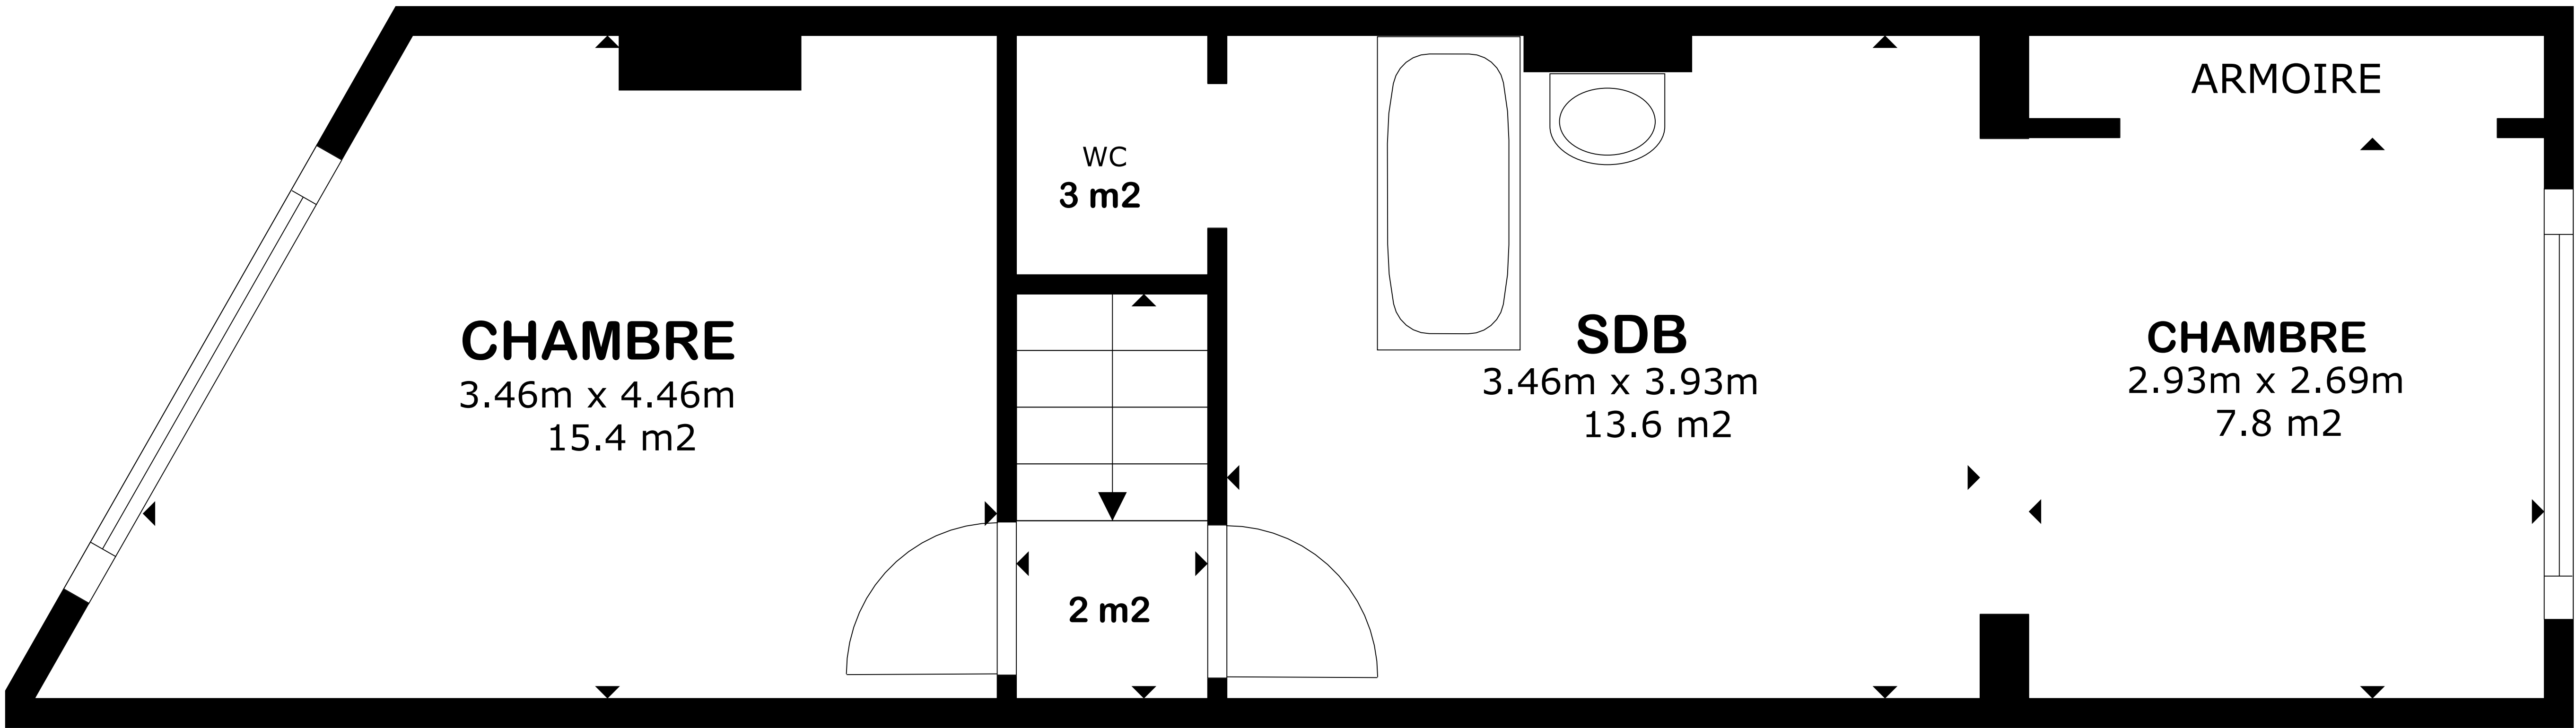 ARMOIRE
WC
3 m2
CHAMBRE
3.46m x 4.46m
15.4 m2
SDB
3.46m x 3.93m
13.6 m2
CHAMBRE
2.93m x 2.69m
7.8 m2
2 m2